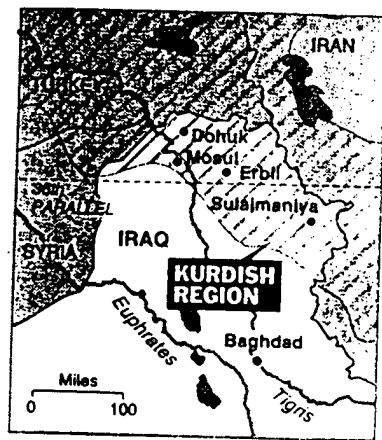 IRAN
TURKEY
Dohuk
Mosul
Erbil
36th
PARALLEL
Sulaimaniya
SYRIA
IRAQ
KURDISH
REGION
Euphrates
Baghdad
Tigris
Miles
0 100